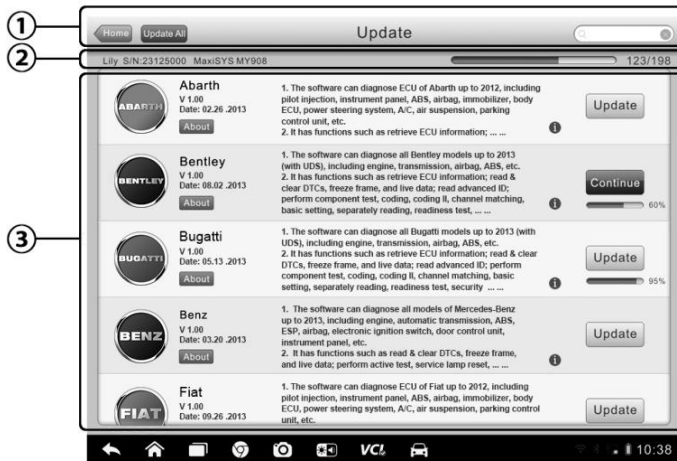 1
Home Update All Update
2
Lily S/N:23125000 MaxiSYS MY908 123/198
3
ABARTH
Abarth
V 1.00
Date: 02.26 .2013
About
1. The software can diagnose ECU of Abarth up to 2012, including
pilot injection, instrument panel, ABS, airbag, immobilizer, body
ECU, power steering system, A/C, air suspension, parking
control unit, etc.
2. It has functions such as retrieve ECU information; ... ...
Update
BENTLEY
Bentley
V 1.00
Date: 08.02 .2013
About
1. The software can diagnose all Bentley models up to 2013
(with UDS), including engine, transmission, airbag, ABS, etc.
2. It has functions such as retrieve ECU information; read &
clear DTCs, freeze frame, and live data; read advanced ID;
perform component test, coding, coding II, channel matching,
basic setting, separately reading, readiness test, ... ...
Continue
60%
BUGATTI
Bugatti
V 1.00
Date: 05.13 .2013
About
1. The software can diagnose all Bugatti models up to 2013 (with
UDS), including engine, transmission, airbag, ABS, etc.
2. It has functions such as retrieve ECU information; read & clear
DTCs, freeze frame, and live data; read advanced ID; perform
component test, coding, coding II, channel matching, basic
setting, separately reading, readiness test, security ... ...
Update
95%
BENZ
Benz
V 1.00
Date: 03.20 .2013
About
1. The software can diagnose all models of Mercedes-Benz
up to 2013, including engine, automatic transmission, ABS,
ESP, airbag, electronic ignition switch, door control unit,
instrument panel, etc.
2. It has functions such as read & clear DTCs, freeze frame,
and live data; perform active test, service lamp reset, ... ...
Update
FIAT
Fiat
V 1.00
Date: 09.26 .2013
1. The software can diagnose ECU of Fiat up to 2012, including
pilot injection, instrument panel, ABS, airbag, immobilizer, body
ECU, power steering system, A/C, air suspension, parking control
unit, etc.
Update
VCI 10:38